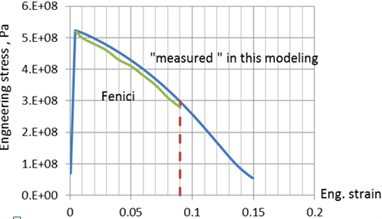 6.E+08
5.E+08
4.E+08
3.E+08
2.E+08
1.E+08
0.E+00
Engineering stress , Pa
"measured " in this modeling
Fenici
0 0.05 0.1 0.15 0.2
Eng. strain